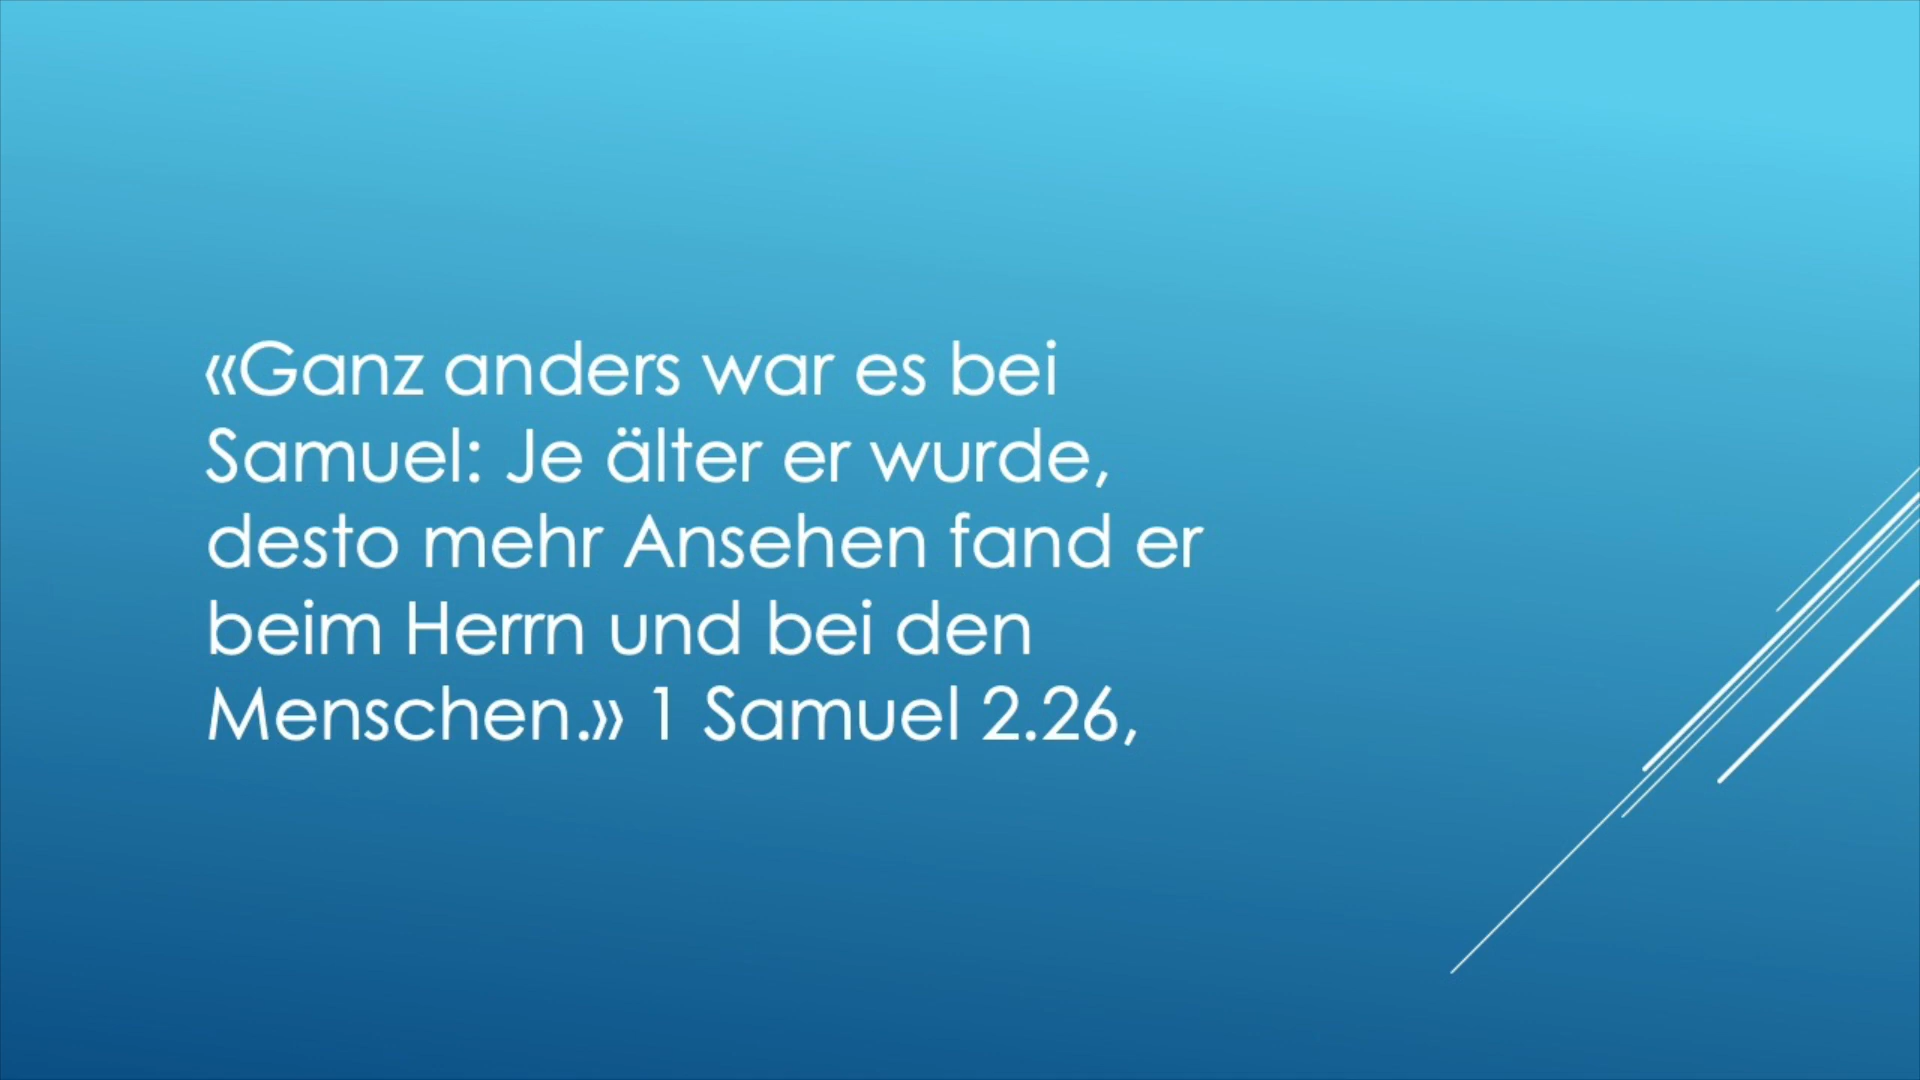 «Ganz anders war es bei
Samuel: Je älter er wurde,
desto mehr Ansehen fand er
beim Herrn und bei den
Menschen.» 1 Samuel 2.26,